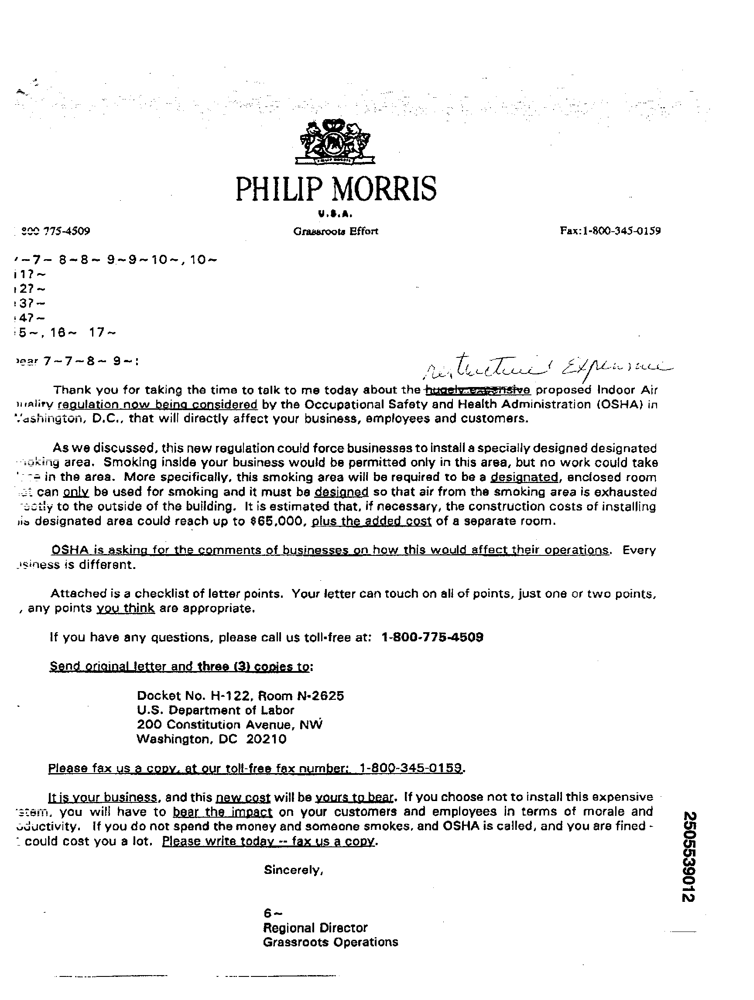 PHILIP MORRIS
U.S.A.
800 775-4509 Grassroots Effort Fax:1-800-345-0159
-7~ 8~8~ 9~9~10~, 10~
11?~
12?~
13?~
14?~
5~, 16~ 17~
ear 7~7~8~ 9~:
Expensive
Thank you for taking the time to talk to me today about the hugely expensive proposed Indoor Air
uality regulation now being considered by the Occupational Safety and Health Administration (OSHA) in
Washington, D.C., that will directly affect your business, employees and customers.
As we discussed, this new regulation could force businesses to install a specially designed designated
oking area. Smoking inside your business would be permitted only in this area, but no work could take
in the area. More specifically, this smoking area will be required to be a designated, enclosed room
can only be used for smoking and it must be designed so that air from the smoking area is exhausted
ectly to the outside of the building. It is estimated that, if necessary, the construction costs of installing
is designated area could reach up to $65,000, plus the added cost of a separate room.
OSHA is asking for the comments of businesses on how this would affect their operations. Every
usiness is different.
Attached is a checklist of letter points. Your letter can touch on all of points, just one or two points,
, any points you think are appropriate.
If you have any questions, please call us toll-free at: 1-800-775-4509
Send original letter and three (3) copies to:
Docket No. H-122, Room N-2625
U.S. Department of Labor
200 Constitution Avenue, NW
Washington, DC 20210
Please fax us a copy, at our toll-free fax number: 1-800-345-0159.
It is your business, and this new cost will be yours to bear. If you choose not to install this expensive
stem, you will have to bear the impact on your customers and employees in terms of morale and
oductivity. If you do not spend the money and someone smokes, and OSHA is called, and you are fined -
could cost you a lot. Please write today -- fax us a copy.
Sincerely,
6~
Regional Director
Grassroots Operations
2505539012